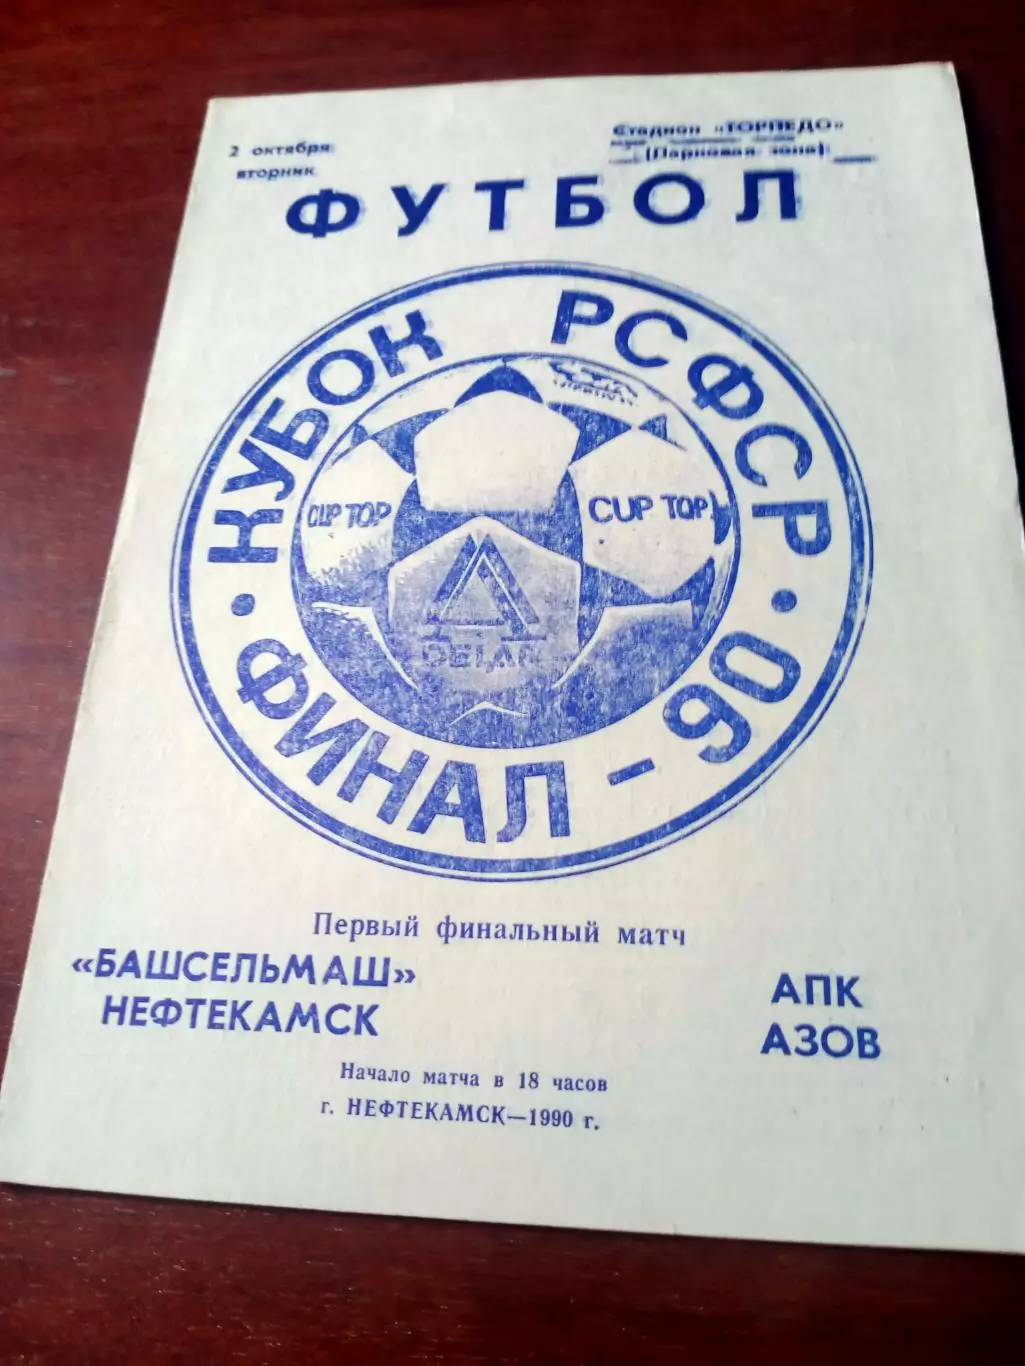 2 октября
вторник
Стадион «ТОРПЕДО»
(Парковая зона)
ФУТБОЛ
КУБОК РСФСР
CUP TOP
CUP TOP
ФИНАЛ - 90
Первый финальный матч
«БАШСЕЛЬМАШ»
НЕФТЕКАМСК
АПК
АЗОВ
Начало матча в 18 часов
г. НЕФТЕКАМСК—1990 г.